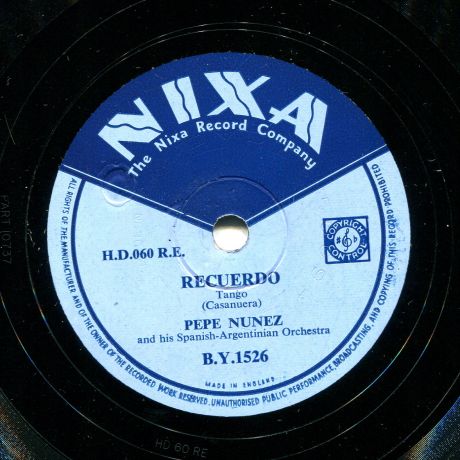 NIXA
The Nixa Record Company
H.D.060 R.E.
COPYRIGHT
CONTROL
RECUERDO
Tango
(Casanuera)
PEPE NUNEZ
and his Spanish-Argentinian Orchestra
B.Y.1526
MADE IN ENGLAND
ALL RIGHTS OF THE MANUFACTURER AND OF THE OWNER OF THE RECORDED WORK RESERVED. UNAUTHORISED PUBLIC PERFORMANCE, BROADCASTING, AND COPYING OF THIS RECORD PROHIBITED
HD 60 RE